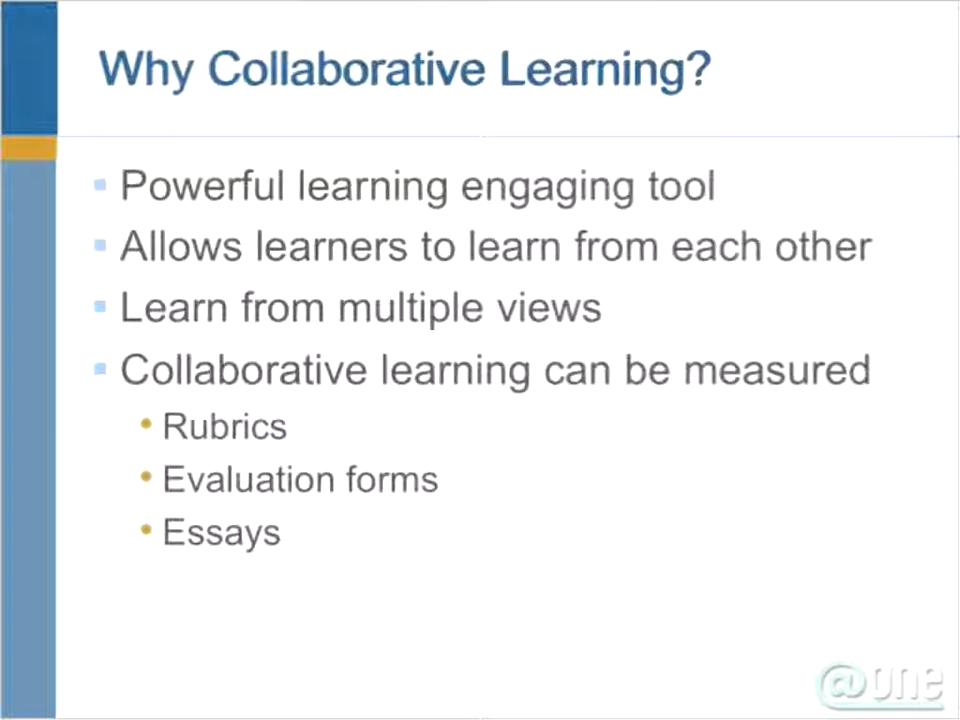 Why Collaborative Learning?
Powerful learning engaging tool
Allows learners to learn from each other
Learn from multiple views
Collaborative learning can be measured
Rubrics
Evaluation forms
Essays
@one